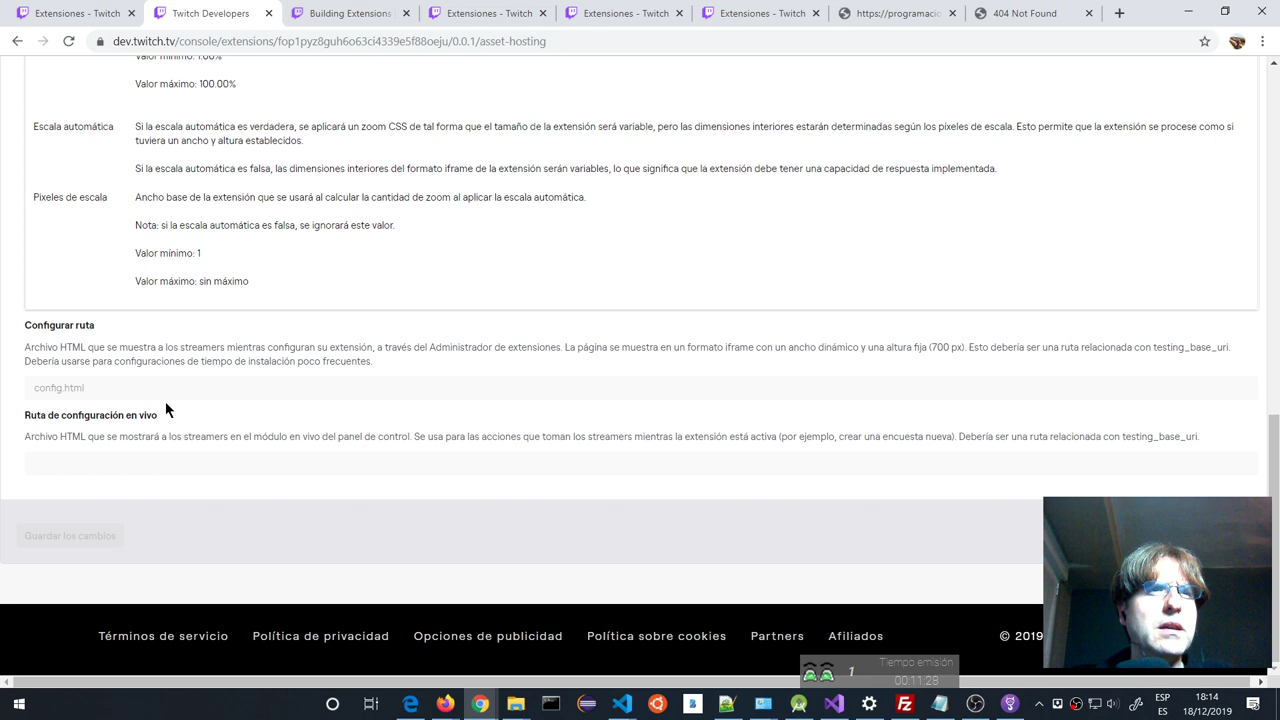 Extensiones - Twitch
Twitch Developers
Building Extensions
Extensiones - Twitch
Extensiones - Twitch
Extensiones - Twitch
https://programacio
404 Not Found
dev.twitch.tv/console/extensions/fop1pyz8guh6o63ci4339e5f88oeju/0.0.1/asset-hosting
Valor mínimo: 1.00%
Valor máximo: 100.00%
Escala automática
Si la escala automática es verdadera, se aplicará un zoom CSS de tal forma que el tamaño de la extensión será variable, pero las dimensiones interiores estarán determinadas según los píxeles de escala. Esto permite que la extensión se procese como si
tuviera un ancho y altura establecidos.
Si la escala automática es falsa, las dimensiones interiores del formato iframe de la extensión serán variables, lo que significa que la extensión debe tener una capacidad de respuesta implementada.
Píxeles de escala
Ancho base de la extensión que se usará al calcular la cantidad de zoom al aplicar la escala automática.
Nota: si la escala automática es falsa, se ignorará este valor.
Valor mínimo: 1
Valor máximo: sin máximo
Configurar ruta
Archivo HTML que se muestra a los streamers mientras configuran su extensión, a través del Administrador de extensiones. La página se muestra en un formato iframe con un ancho dinámico y una altura fija (700 px). Esto debería ser una ruta relacionada con testing_base_uri.
Debería usarse para configuraciones de tiempo de instalación poco frecuentes.
config.html
Ruta de configuración en vivo
Archivo HTML que se mostrará a los streamers en el módulo en vivo del panel de control. Se usa para las acciones que toman los streamers mientras la extensión está activa (por ejemplo, crear una encuesta nueva). Debería ser una ruta relacionada con testing_base_uri.
Guardar los cambios
Términos de servicio
Política de privacidad
Opciones de publicidad
Política sobre cookies
Partners
Afiliados
© 2019
1
Tiempo emisión
00:11:28
ESP
ES
18:14
18/12/2019